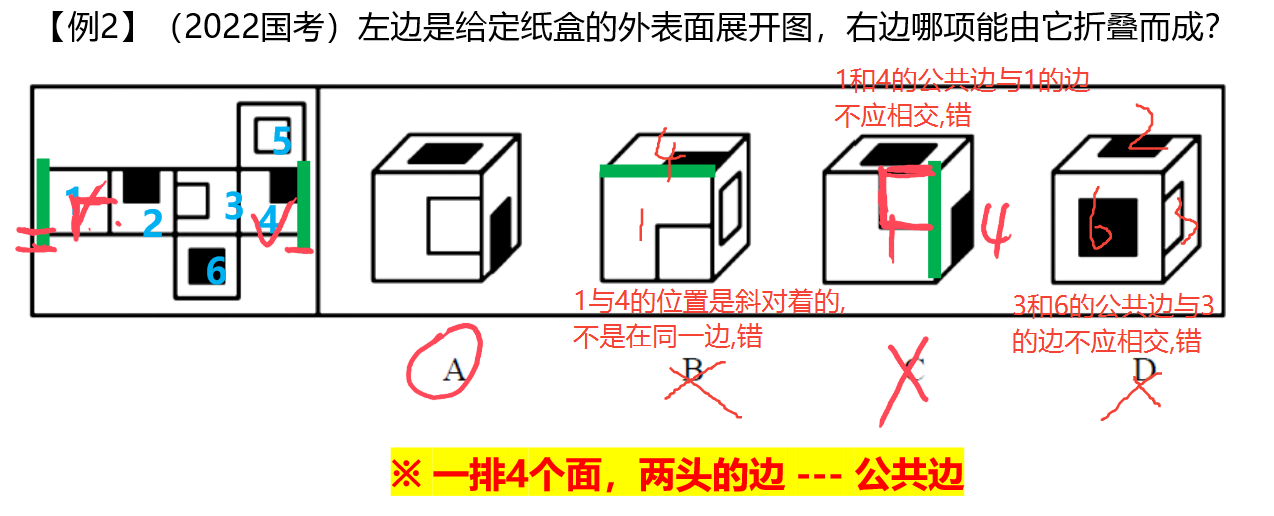 【例2】（2022国考）左边是给定纸盒的外表面展开图，右边哪项能由它折叠而成？
1和4的公共边与1的边
不应相交,错
5
1
2
3
4
6
4
1
4
2
6
3
1与4的位置是斜对着的,
不是在同一边,错
3和6的公共边与3
的边不应相交,错
A
B
C
D
※ 一排4个面，两头的边 --- 公共边